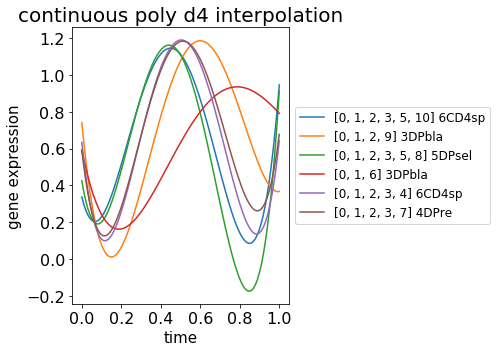 continuous poly d4 interpolation
gene expression
1.2
1.0
0.8
0.6
0.4
0.2
0.0
−0.2
0.0 0.2 0.4 0.6 0.8 1.0
time
[0, 1, 2, 3, 5, 10] 6CD4sp
[0, 1, 2, 9] 3DPbla
[0, 1, 2, 3, 5, 8] 5DPsel
[0, 1, 6] 3DPbla
[0, 1, 2, 3, 4] 6CD4sp
[0, 1, 2, 3, 7] 4DPre